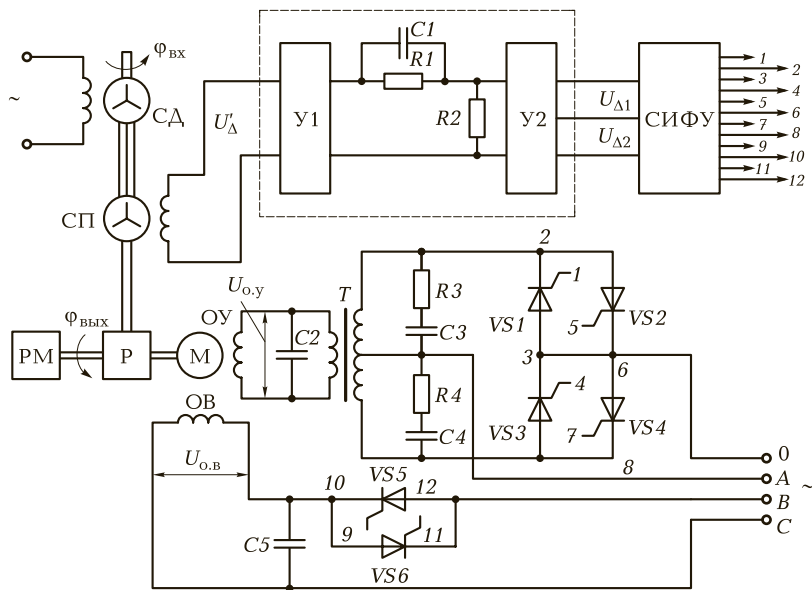 ~
φвх
СД
U'Δ
У1
C1
R1
R2
У2
UΔ1
UΔ2
СИФУ
1
2
3
4
5
6
7
8
9
10
11
12
СП
φвых
РМ
Р
М
ОУ
Uо.у
C2
T
R3
C3
R4
C4
2
VS1
1
VS2
5
3
6
VS3
4
VS4
7
8
ОВ
Uо.в
10
VS5
12
9
11
VS6
C5
0
A
B
C
~